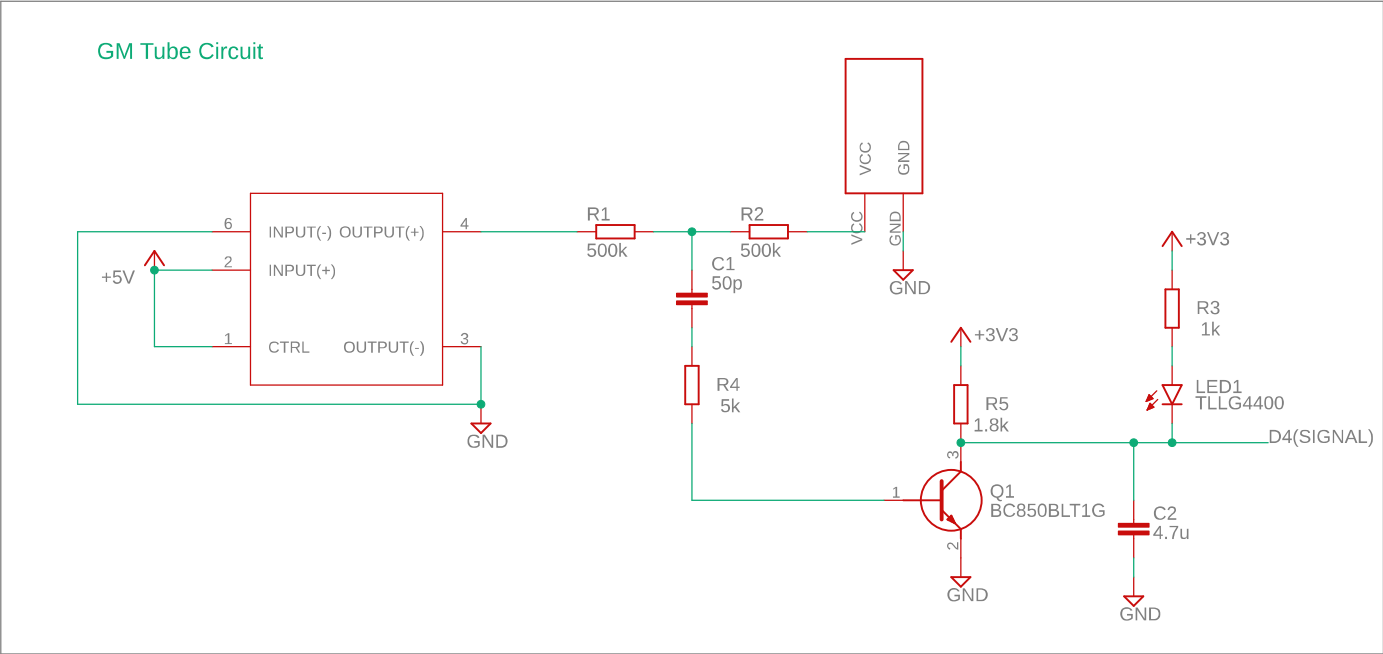 GM Tube Circuit
VCC
GND
VCC
GND
GND
6
INPUT(-)
OUTPUT(+)
4
2
INPUT(+)
+5V
1
CTRL
OUTPUT(-)
3
GND
R1
500k
R2
500k
C1
50p
R4
5k
+3V3
R5
1.8k
+3V3
R3
1k
LED1
TLLG4400
D4(SIGNAL)
3
1
2
Q1
BC850BLT1G
GND
C2
4.7u
GND